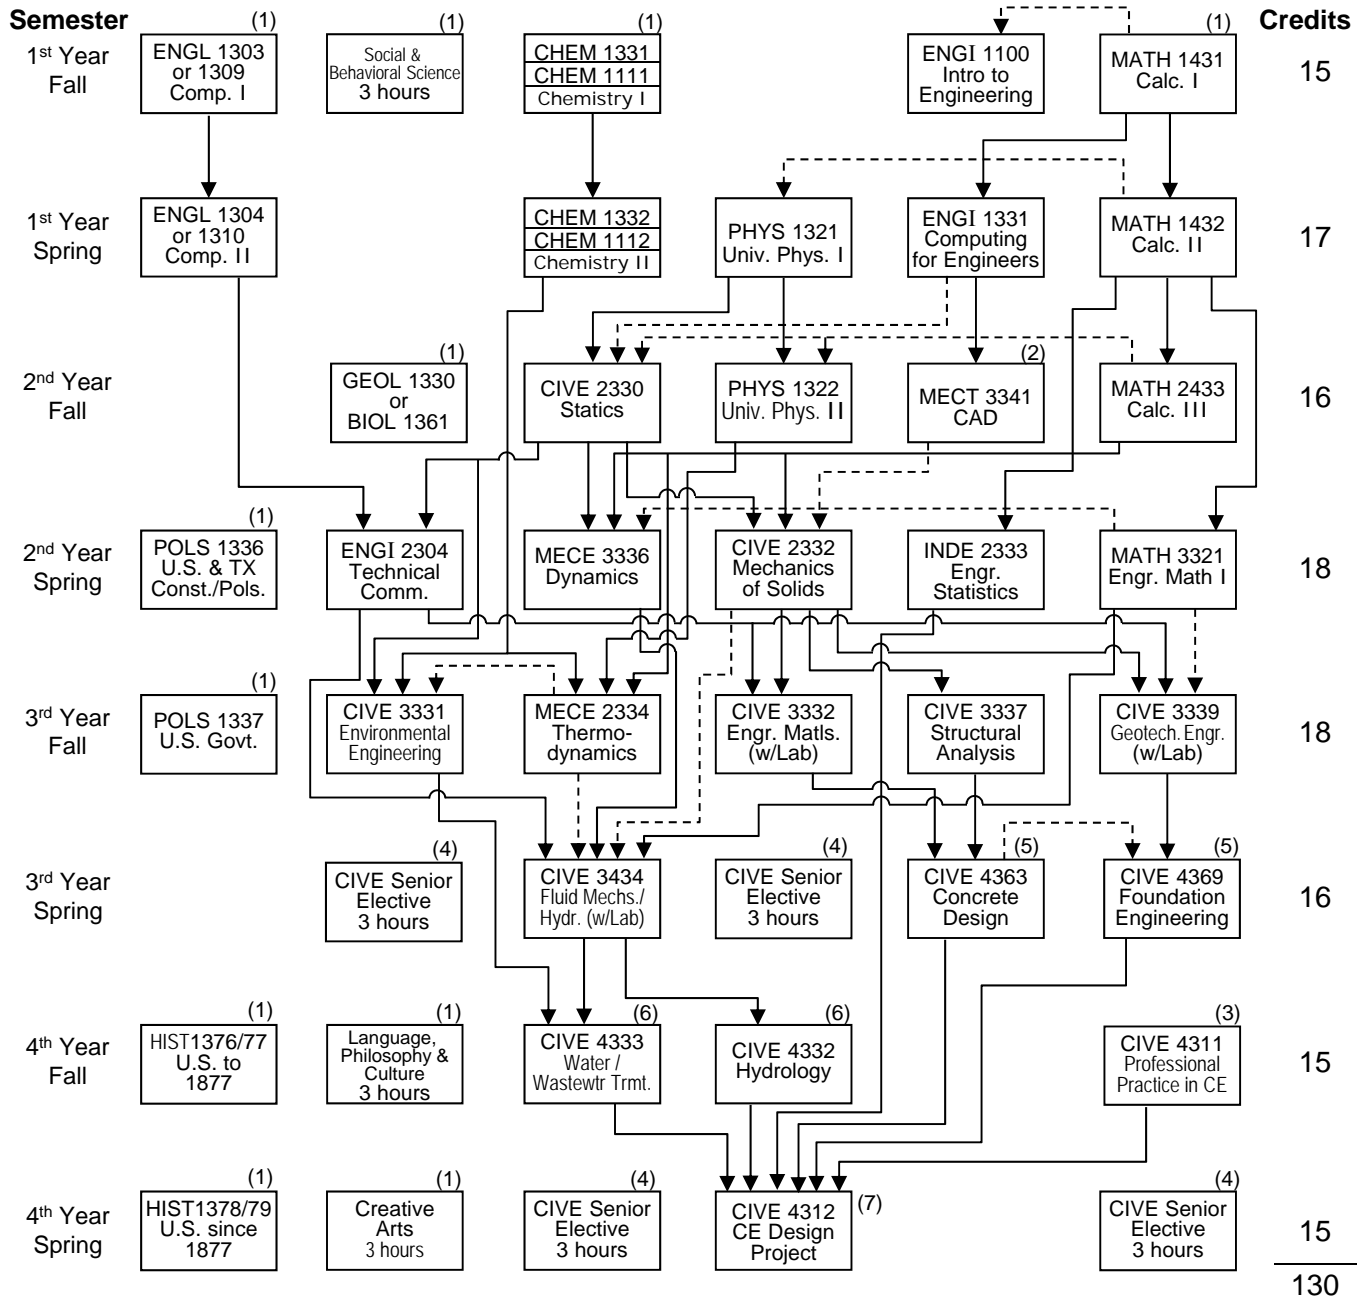 Semester
(1)
(1)
(1)
(1)
Credits
1st Year
Fall
ENGL 1303
or 1309
Comp. I
Social &
Behavioral Science
3 hours
CHEM 1331
CHEM 1111
Chemistry I
ENGI 1100
Intro to
Engineering
MATH 1431
Calc. I
15
1st Year
Spring
ENGL 1304
or 1310
Comp. II
CHEM 1332
CHEM 1112
Chemistry II
PHYS 1321
Univ. Phys. I
ENGI 1331
Computing
for Engineers
MATH 1432
Calc. II
17
(1)
(2)
2nd Year
Fall
GEOL 1330
or
BIOL 1361
CIVE 2330
Statics
PHYS 1322
Univ. Phys. II
MECT 3341
CAD
MATH 2433
Calc. III
16
(1)
2nd Year
Spring
POLS 1336
U.S. & TX
Const./Pols.
ENGI 2304
Technical
Comm.
MECE 3336
Dynamics
CIVE 2332
Mechanics
of Solids
INDE 2333
Engr.
Statistics
MATH 3321
Engr. Math I
18
(1)
3rd Year
Fall
POLS 1337
U.S. Govt.
CIVE 3331
Environmental
Engineering
MECE 2334
Thermo-
dynamics
CIVE 3332
Engr. Matls.
(w/Lab)
CIVE 3337
Structural
Analysis
CIVE 3339
Geotech. Engr.
(w/Lab)
18
(4)
(4)
(5)
(5)
3rd Year
Spring
CIVE Senior
Elective
3 hours
CIVE 3434
Fluid Mechs./
Hydr. (w/Lab)
CIVE Senior
Elective
3 hours
CIVE 4363
Concrete
Design
CIVE 4369
Foundation
Engineering
16
(1)
(1)
(6)
(6)
(3)
4th Year
Fall
HIST1376/77
U.S. to
1877
Language,
Philosophy &
Culture
3 hours
CIVE 4333
Water /
Wastewtr Trmt.
CIVE 4332
Hydrology
CIVE 4311
Professional
Practice in CE
15
(1)
(1)
(4)
(7)
(4)
4th Year
Spring
HIST1378/79
U.S. since
1877
Creative
Arts
3 hours
CIVE Senior
Elective
3 hours
CIVE 4312
CE Design
Project
CIVE Senior
Elective
3 hours
15
130